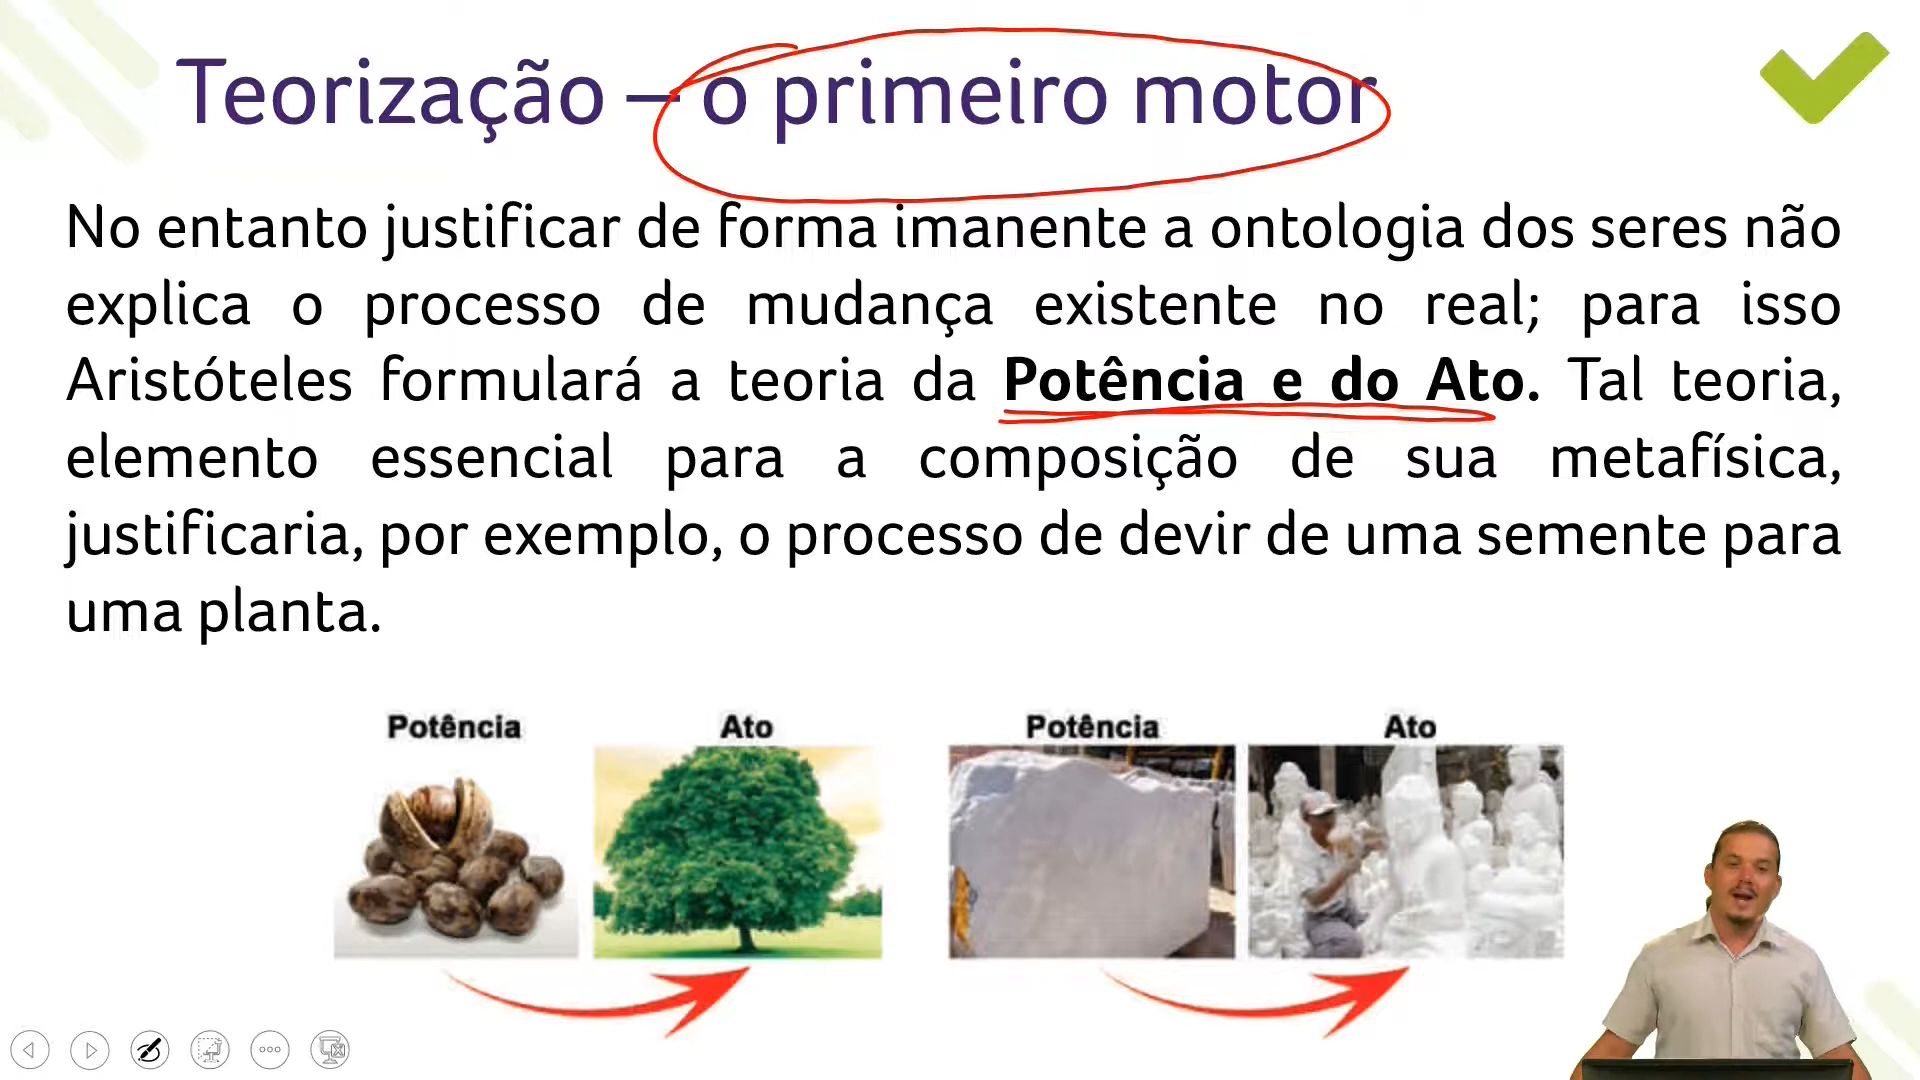 Teorização – o primeiro motor
No entanto justificar de forma imanente a ontologia dos seres não
explica o processo de mudança existente no real; para isso
Aristóteles formulará a teoria da Potência e do Ato. Tal teoria,
elemento essencial para a composição de sua metafísica,
justificaria, por exemplo, o processo de devir de uma semente para
uma planta.
Potência Ato Potência Ato